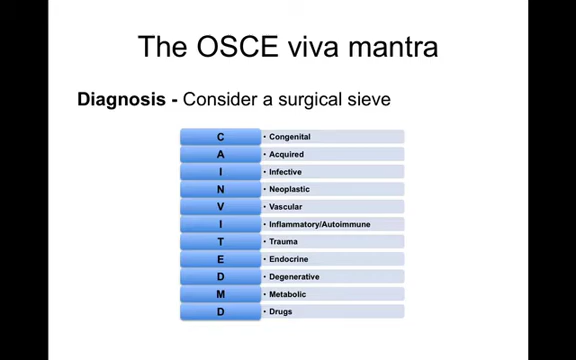 The OSCE viva mantra
Diagnosis - Consider a surgical sieve
C • Congenital
A • Acquired
I • Infective
N • Neoplastic
V • Vascular
I • Inflammatory/Autoimmune
T • Trauma
E • Endocrine
D • Degenerative
M • Metabolic
D • Drugs